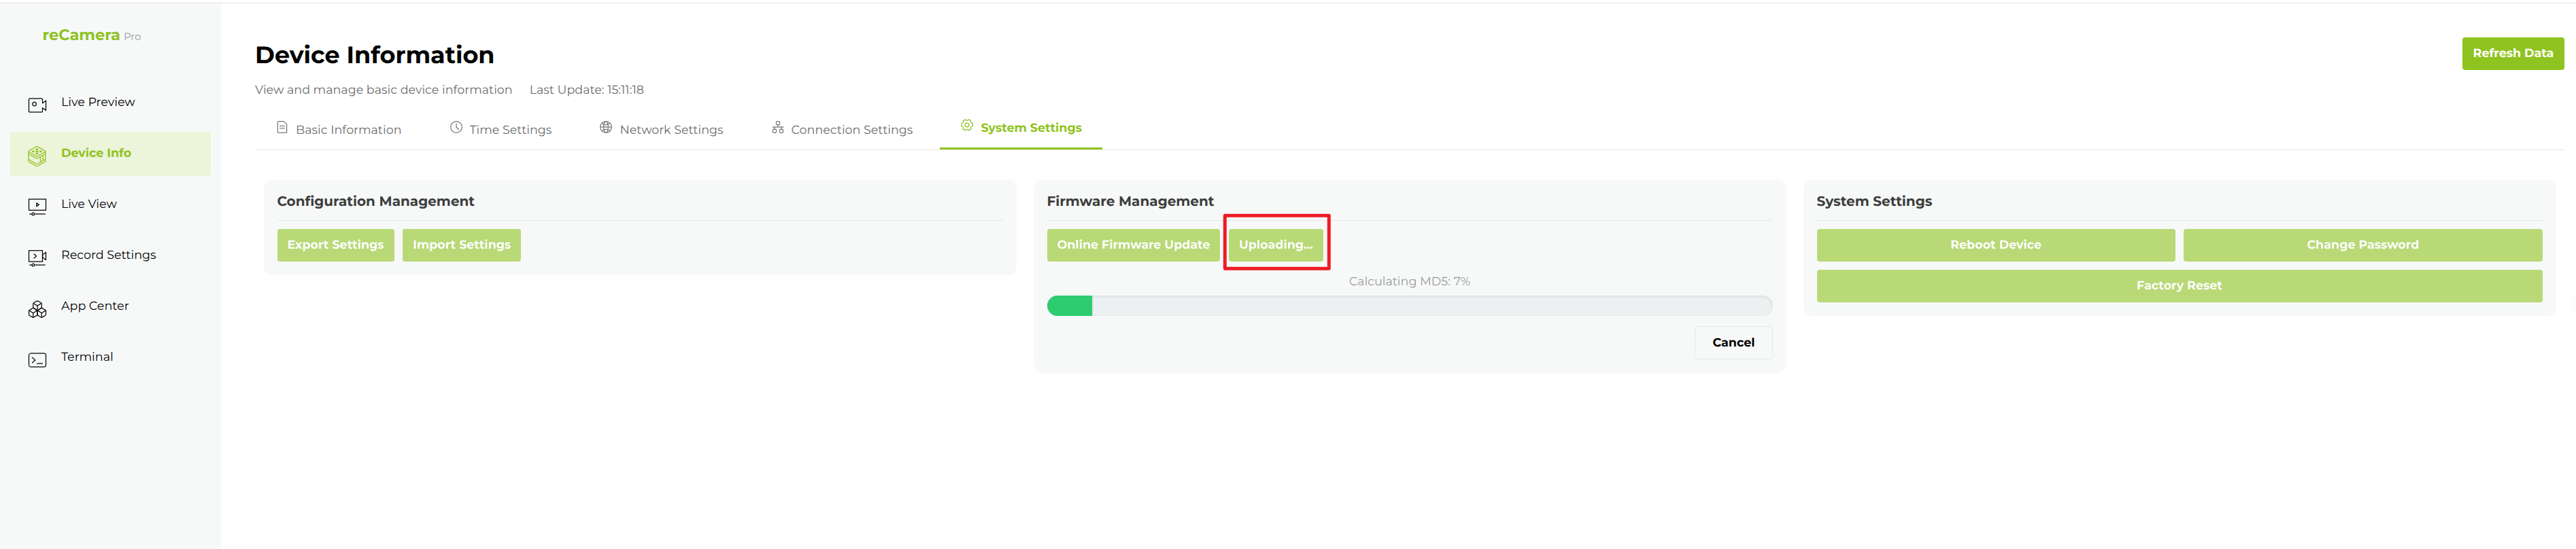 reCamera Pro
Live Preview
Device Info
Live View
Record Settings
App Center
Terminal
Device Information
Refresh Data
View and manage basic device information Last Update: 15:11:18
Basic Information Time Settings Network Settings Connection Settings System Settings
Configuration Management
Export Settings Import Settings
Firmware Management
Online Firmware Update Uploading...
Calculating MD5: 7%
Cancel
System Settings
Reboot Device Change Password
Factory Reset